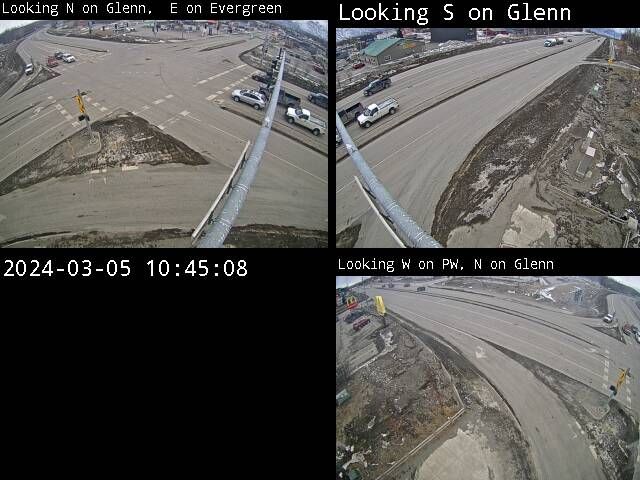 Looking N on Glenn,  E on Evergreen
Looking S on Glenn
2024-03-05 10:45:08
Looking W on PW, N on Glenn